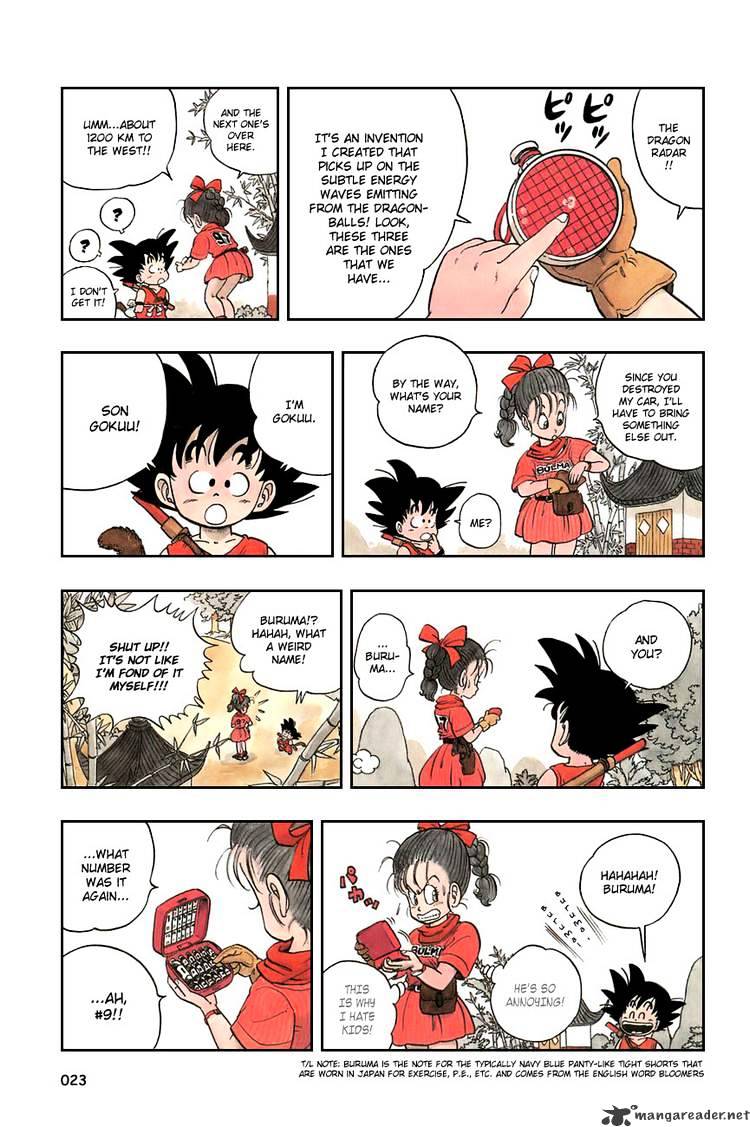 THE
DRAGON
RADAR
!!
ピピッ
IT'S AN INVENTION
I CREATED THAT
PICKS UP ON THE
SUBTLE ENERGY
WAVES EMITTING
FROM THE DRAGON-
BALLS! LOOK,
THESE THREE
ARE THE ONES
THAT WE
HAVE...
AND THE
NEXT ONE'S
OVER
HERE.
UMM...ABOUT
1200 KM TO
THE WEST!!
?
?
I DON'T
GET IT!
SINCE YOU
DESTROYED
MY CAR, I'LL
HAVE TO BRING
SOMETHING
ELSE OUT.
BY THE WAY,
WHAT'S YOUR
NAME?
BULMA
ME?
I'M
GOKUU.
SON
GOKUU!
AND
YOU?
...
BURU-
MA.
BURUMA!?
HAHAH, WHAT
A WEIRD
NAME!
SHUT UP!!
IT'S NOT LIKE
I'M FOND OF IT
MYSELF!!!
HAHAHAH!
BURUMA!
パカッ
BULMA
HE'S SO
ANNOYING!
THIS IS
WHY I
HATE
KIDS!
...WHAT
NUMBER
WAS IT
AGAIN...
...AH,
#9!!
T/L NOTE: BURUMA IS THE NOTE FOR THE TYPICALLY NAVY BLUE PANTY-LIKE TIGHT SHORTS THAT
ARE WORN IN JAPAN FOR EXERCISE, P.E., ETC. AND COMES FROM THE ENGLISH WORD BLOOMERS
023
mangareader.net